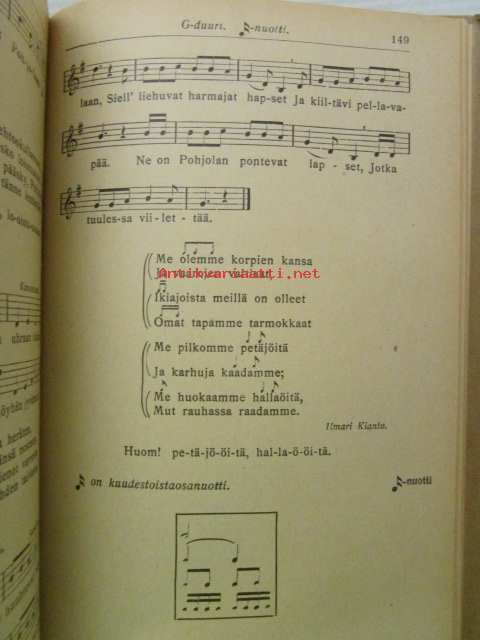 G-duuri. -nuotti.
149
laan, Siell' liehuvat harmajat hap-set Ja kiil-tävi pel-la-va-
pää. Ne on Pohjolan pontevat lap - set, Jotka
tuules-sa vii-let - tää.
Me olemme korpien kansa
Ja
Antikvariaatti.net
Ikiajoista meillä on olleet
Omat tapamme tarmokkaat
Me pilkomme petäjöitä
Ja karhuja kaadamme;
Me huokaamme hallaöitä,
Mut rauhassa raadamme.
Ilmari Kianto.
Huom! pe-tä-jö-öi-tä, hal-la-ö-öi-tä.
on kuudestoistaosanuotti.
-nuotti